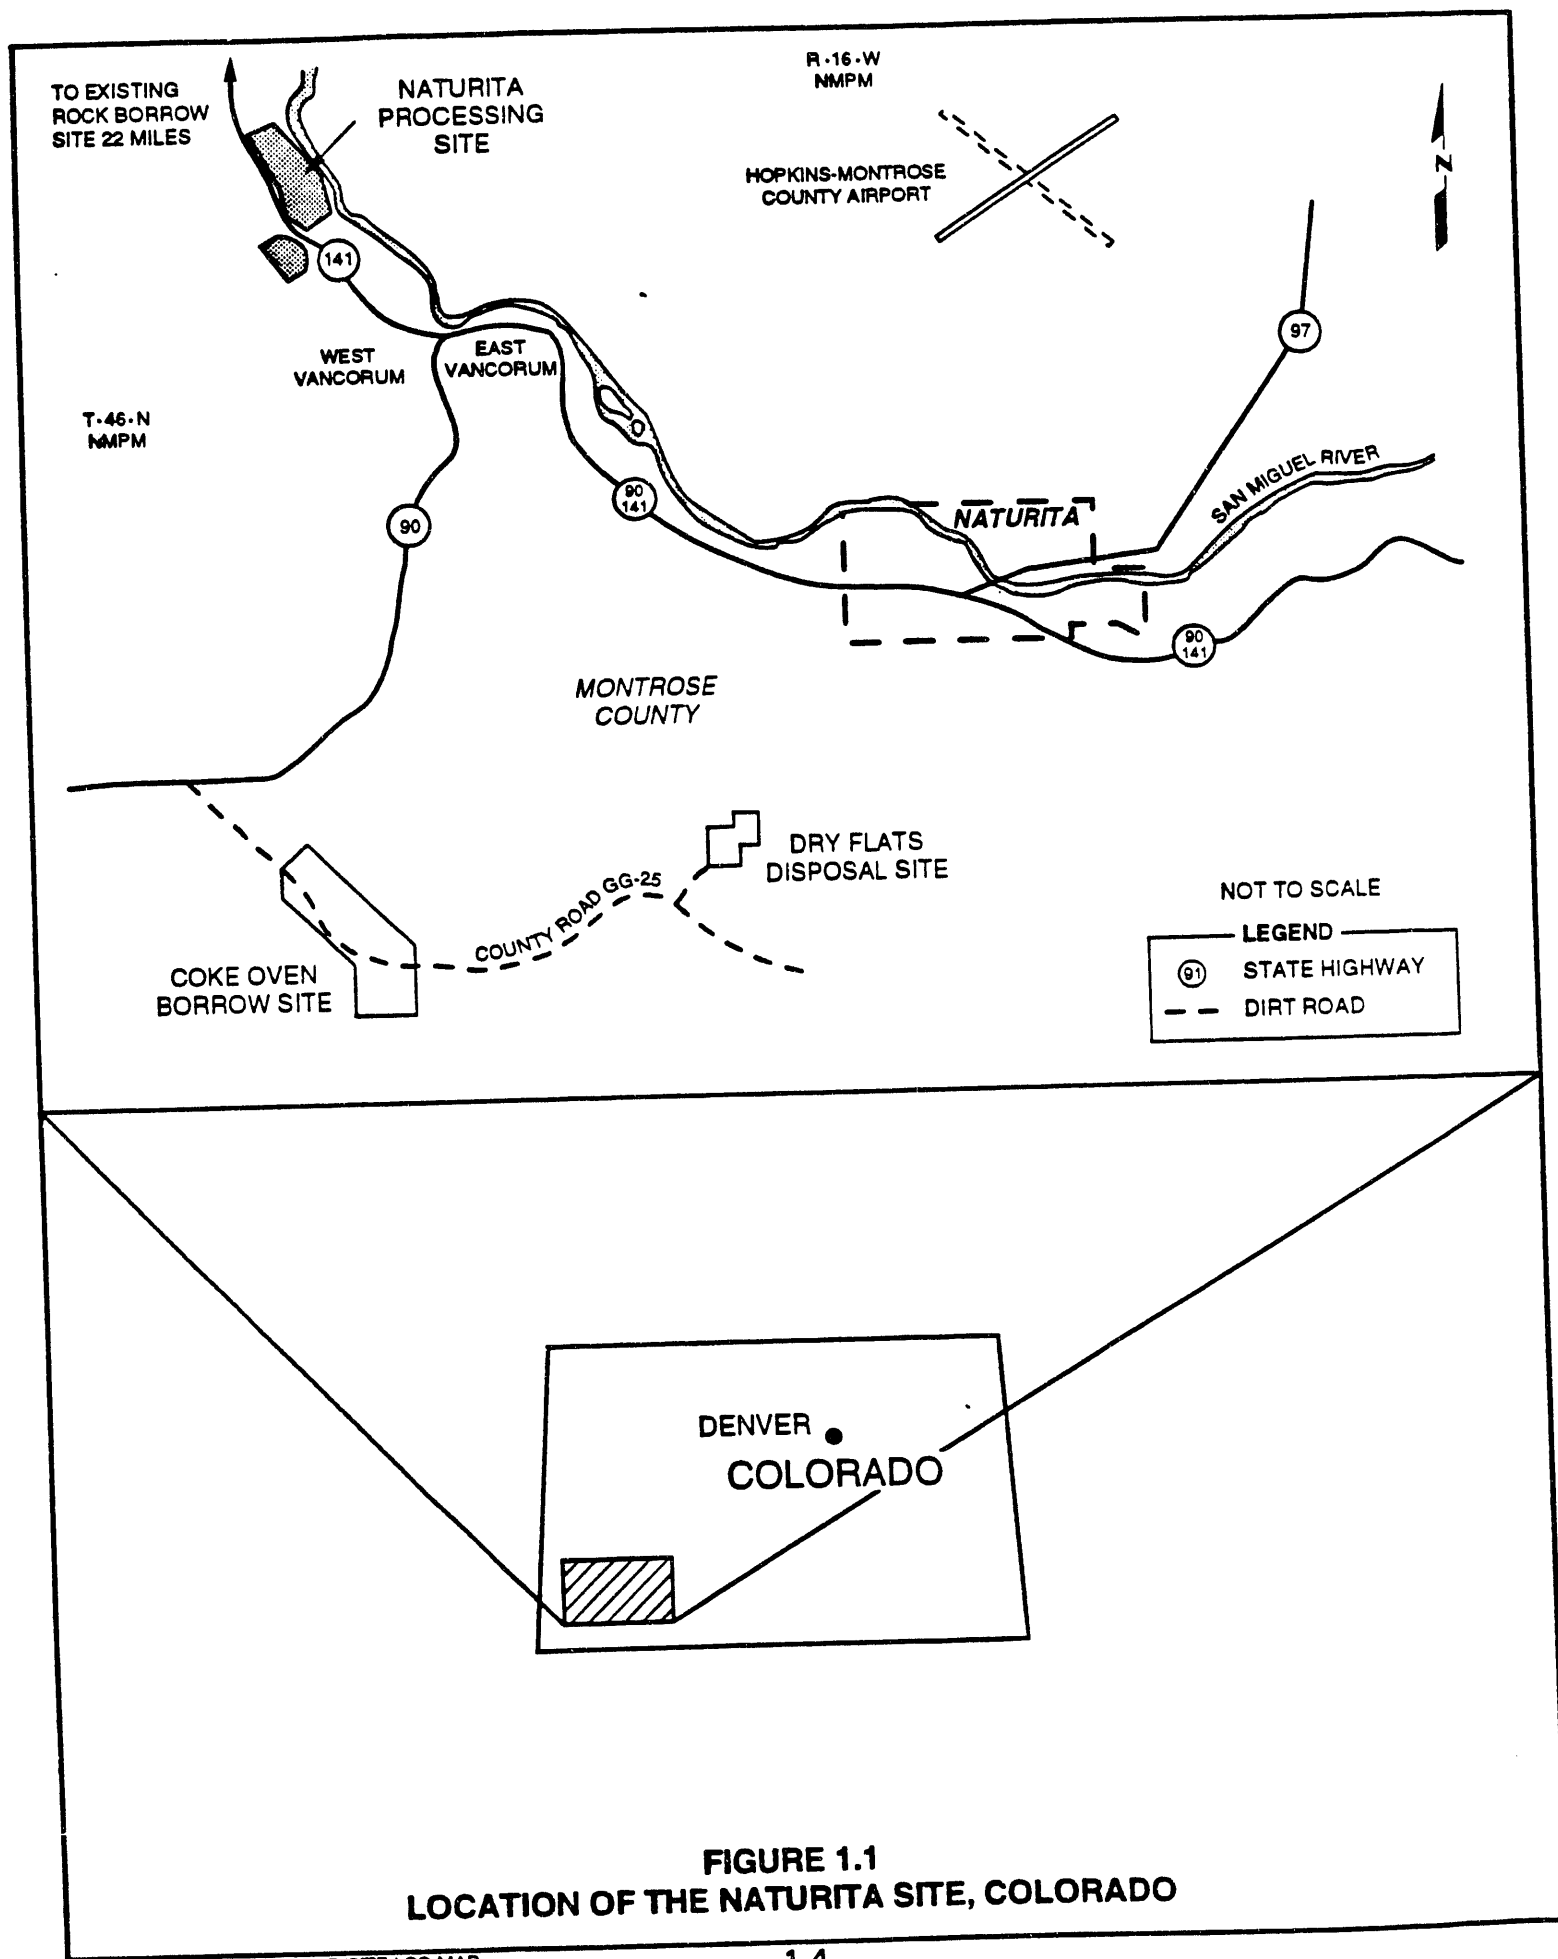 R-16-W
NMPM
TO EXISTING
ROCK BORROW
SITE 22 MILES
NATURITA
PROCESSING
SITE
HOPKINS-MONTROSE
COUNTY AIRPORT
N
141
97
WEST
VANCORUM
EAST
VANCORUM
T-46-N
NMPM
90
90
141
NATURITA
SAN MIGUEL RIVER
90
141
MONTROSE
COUNTY
DRY FLATS
DISPOSAL SITE
COUNTY ROAD GG-25
COKE OVEN
BORROW SITE
NOT TO SCALE
LEGEND
91 STATE HIGHWAY
DIRT ROAD
DENVER
COLORADO
FIGURE 1.1
LOCATION OF THE NATURITA SITE, COLORADO